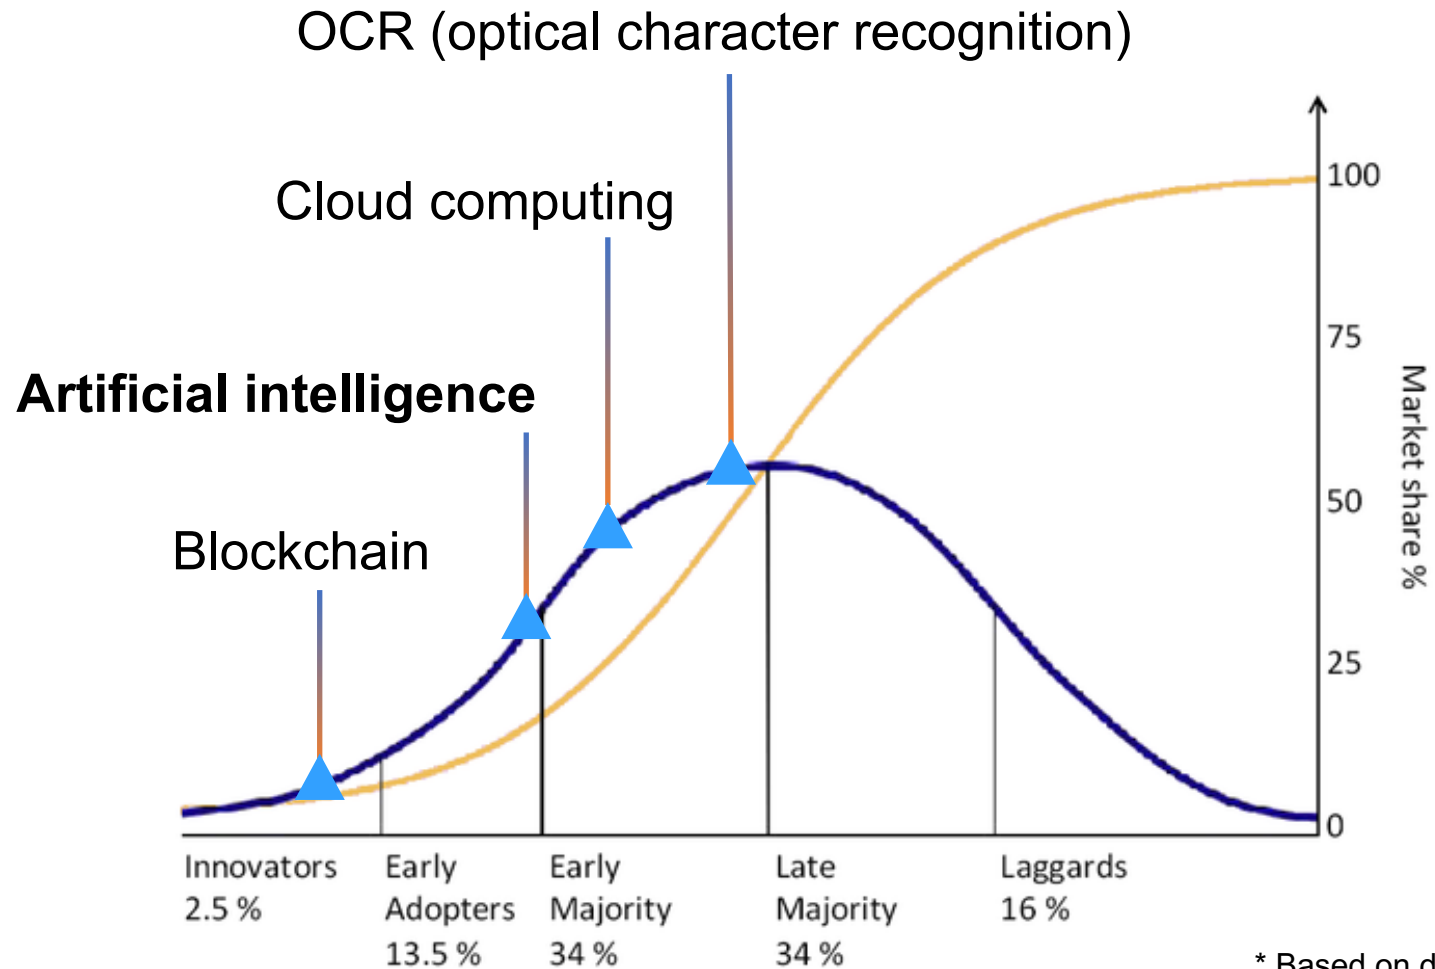 OCR (optical character recognition)
Cloud computing
Artificial intelligence
Blockchain
100
75
50
25
0
Market share %
Innovators
2.5 %
Early
Adopters
13.5 %
Early
Majority
34 %
Late
Majority
34 %
Laggards
16 %
* Based on d